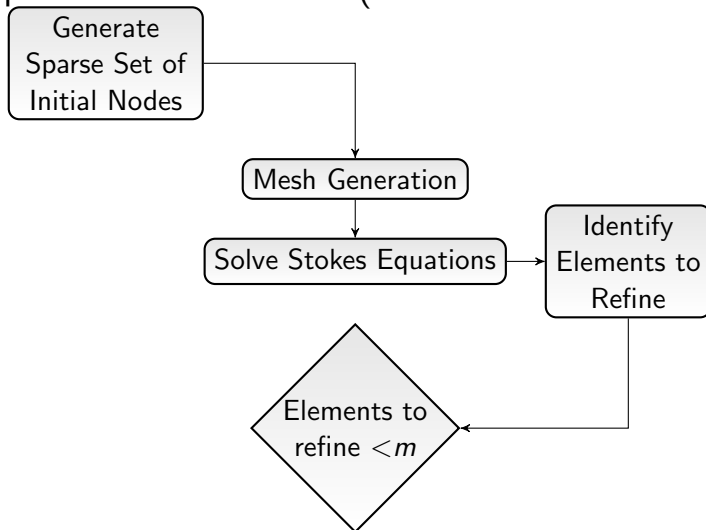 (
Generate
Sparse Set of
Initial Nodes
Mesh Generation
Solve Stokes Equations
Identify
Elements to
Refine
Elements to
refine <m